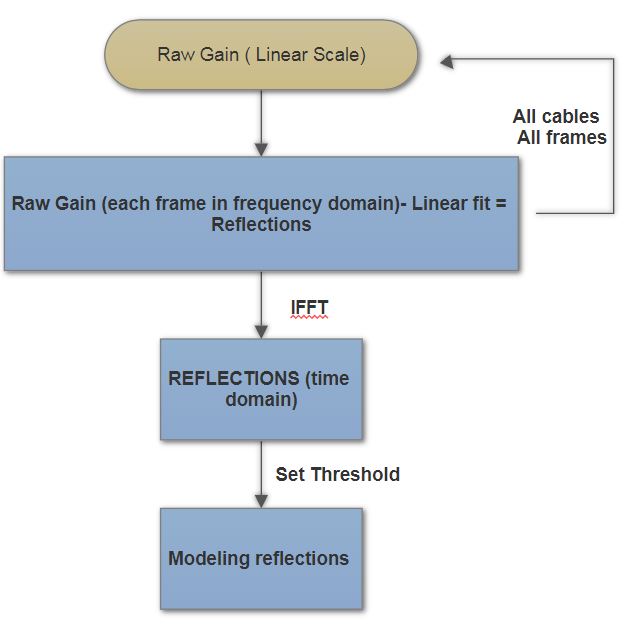 Raw Gain ( Linear Scale)
All cables
All frames
Raw Gain (each frame in frequency domain)- Linear fit =
Reflections
IFFT
REFLECTIONS (time
domain)
Set Threshold
Modeling reflections